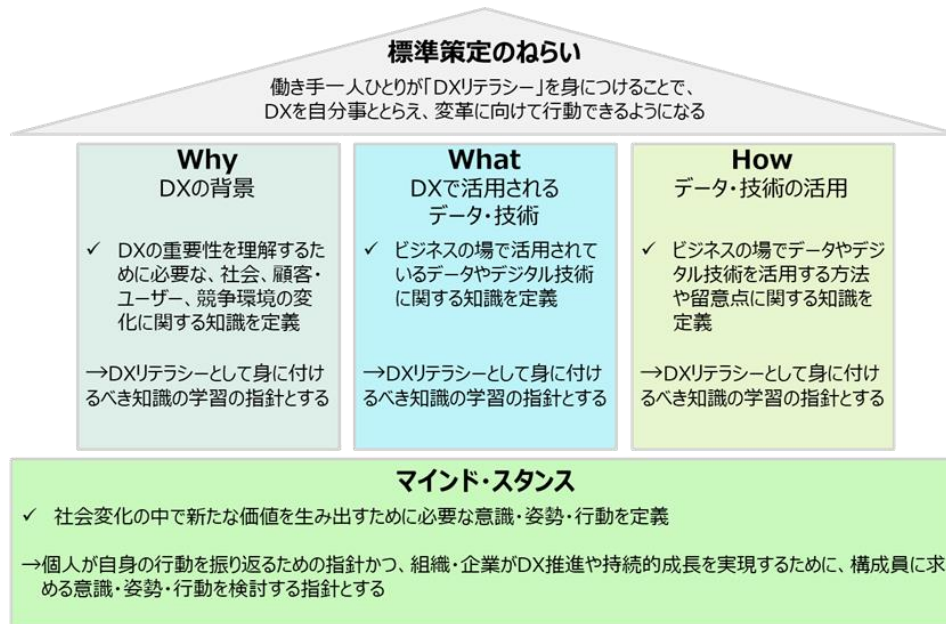 標準策定のねらい
働き手一人ひとりが「DXリテラシー」を身につけることで、
DXを自分事ととらえ、変革に向けて行動できるようになる
Why
DXの背景
✓ DXの重要性を理解するた
めに必要な、社会、顧客・
ユーザー、競争環境の変
化に関する知識を定義
→DXリテラシーとして身に付け
るべき知識の学習の指針とする
What
DXで活用される
データ・技術
✓ ビジネスの場で活用されて
いるデータやデジタル技術
に関する知識を定義
→DXリテラシーとして身に付け
るべき知識の学習の指針とする
How
データ・技術の活用
✓ ビジネスの場でデータやデジ
タル技術を活用する方法
や留意点に関する知識を
定義
→DXリテラシーとして身に付け
るべき知識の学習の指針とする
マインド・スタンス
✓ 社会変化の中で新たな価値を生み出すために必要な意識・姿勢・行動を定義
→個人が自身の行動を振り返るための指針かつ、組織・企業がDX推進や持続的成長を実現するために、構成員に求
める意識・姿勢・行動を検討する指針とする